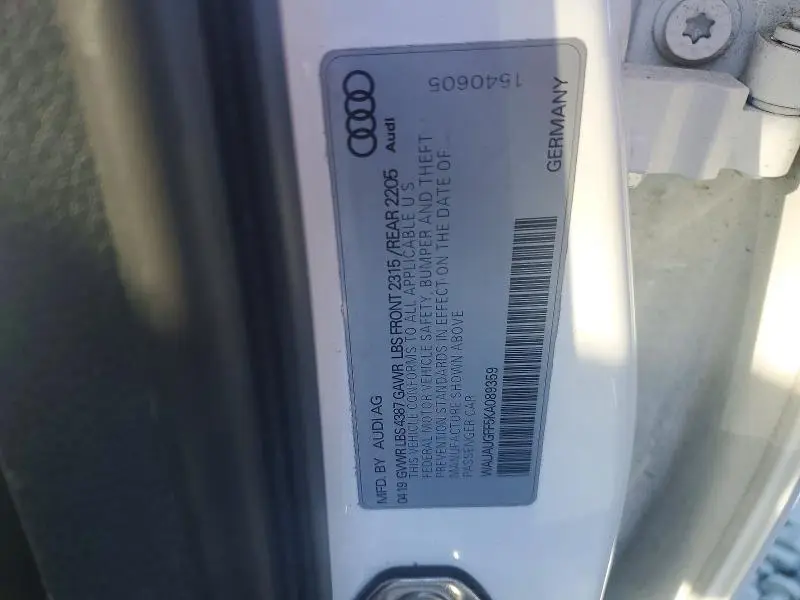 Audi
MFD. BY AUDI AG
04 19 GVWR LBS 4387 GAWR LBS FRONT 2315 /REAR 2205
THIS VEHICLE CONFORMS TO ALL APPLICABLE U S
FEDERAL MOTOR VEHICLE SAFETY, BUMPER AND THEFT
PREVENTION STANDARDS IN EFFECT ON THE DATE OF
MANUFACTURE SHOWN ABOVE
PASSENGER CAR
1540605
WAUAUGFF5KA089359
GERMANY